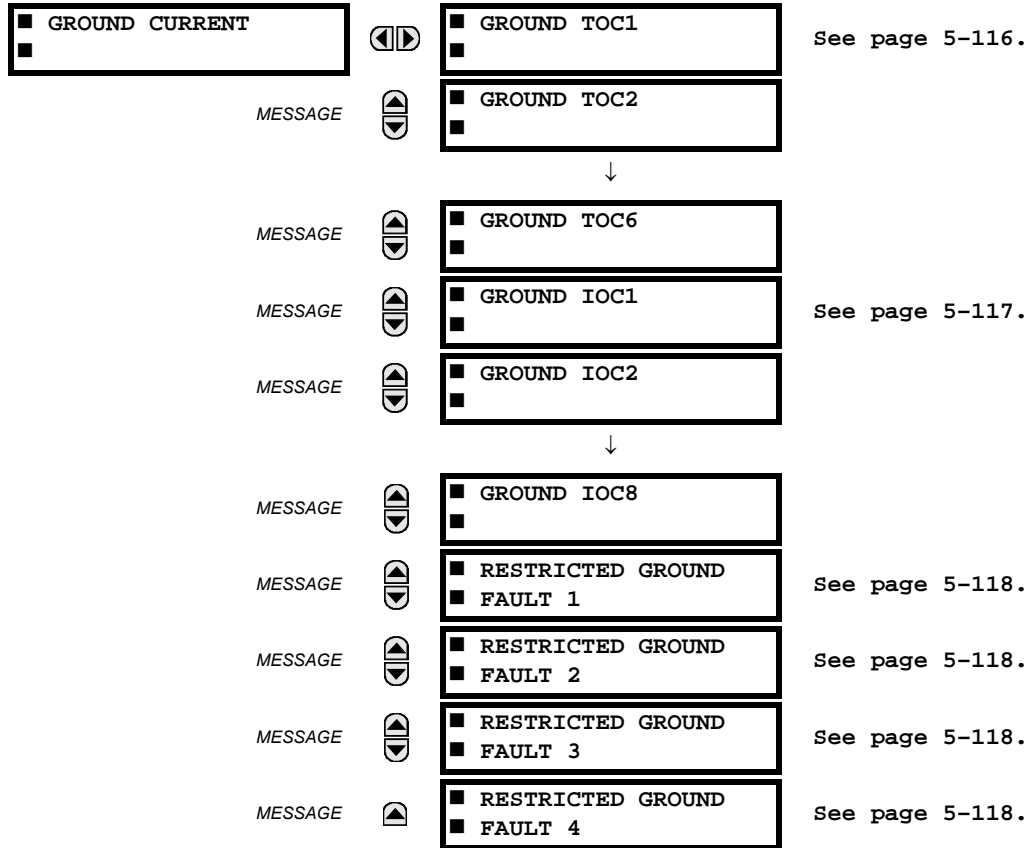 ■ GROUND CURRENT
■
■ GROUND TOC1
■
See page 5-116.
MESSAGE
■ GROUND TOC2
■
↓
MESSAGE
■ GROUND TOC6
■
MESSAGE
■ GROUND IOC1
■
See page 5-117.
MESSAGE
■ GROUND IOC2
■
↓
MESSAGE
■ GROUND IOC8
■
MESSAGE
■ RESTRICTED GROUND
■ FAULT 1
See page 5-118.
MESSAGE
■ RESTRICTED GROUND
■ FAULT 2
See page 5-118.
MESSAGE
■ RESTRICTED GROUND
■ FAULT 3
See page 5-118.
MESSAGE
■ RESTRICTED GROUND
■ FAULT 4
See page 5-118.